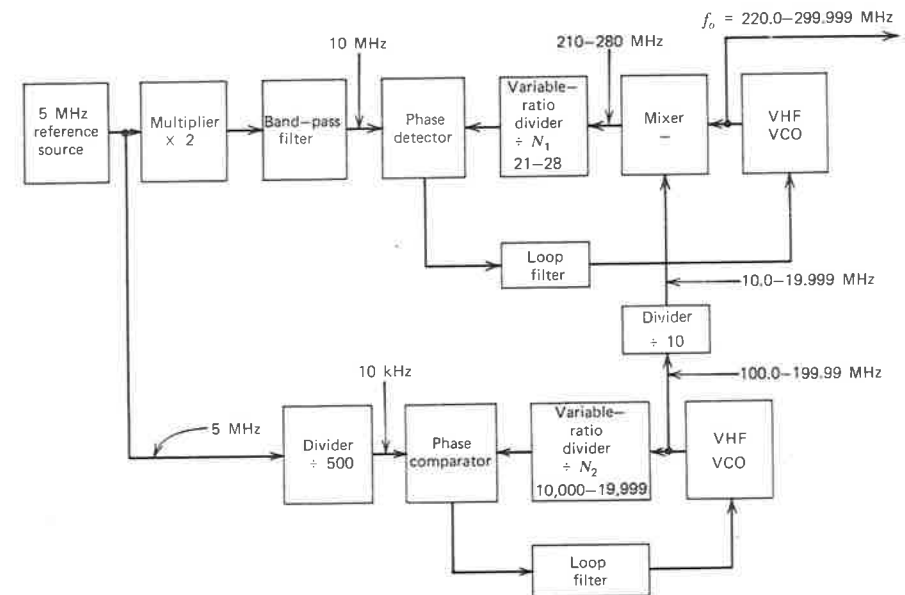 fₒ = 220.0–299.999 MHz
10 MHz
210–280 MHz
5 MHz
reference
source
Multiplier
× 2
Band–pass
filter
Phase
detector
Variable–
ratio
divider
÷ N₁
21–28
Mixer
–
VHF
VCO
Loop
filter
10.0–19.999 MHz
Divider
÷ 10
100.0–199.99 MHz
10 kHz
5 MHz
Divider
÷ 500
Phase
comparator
Variable–
ratio
divider
÷ N₂
10,000–19,999
VHF
VCO
Loop
filter